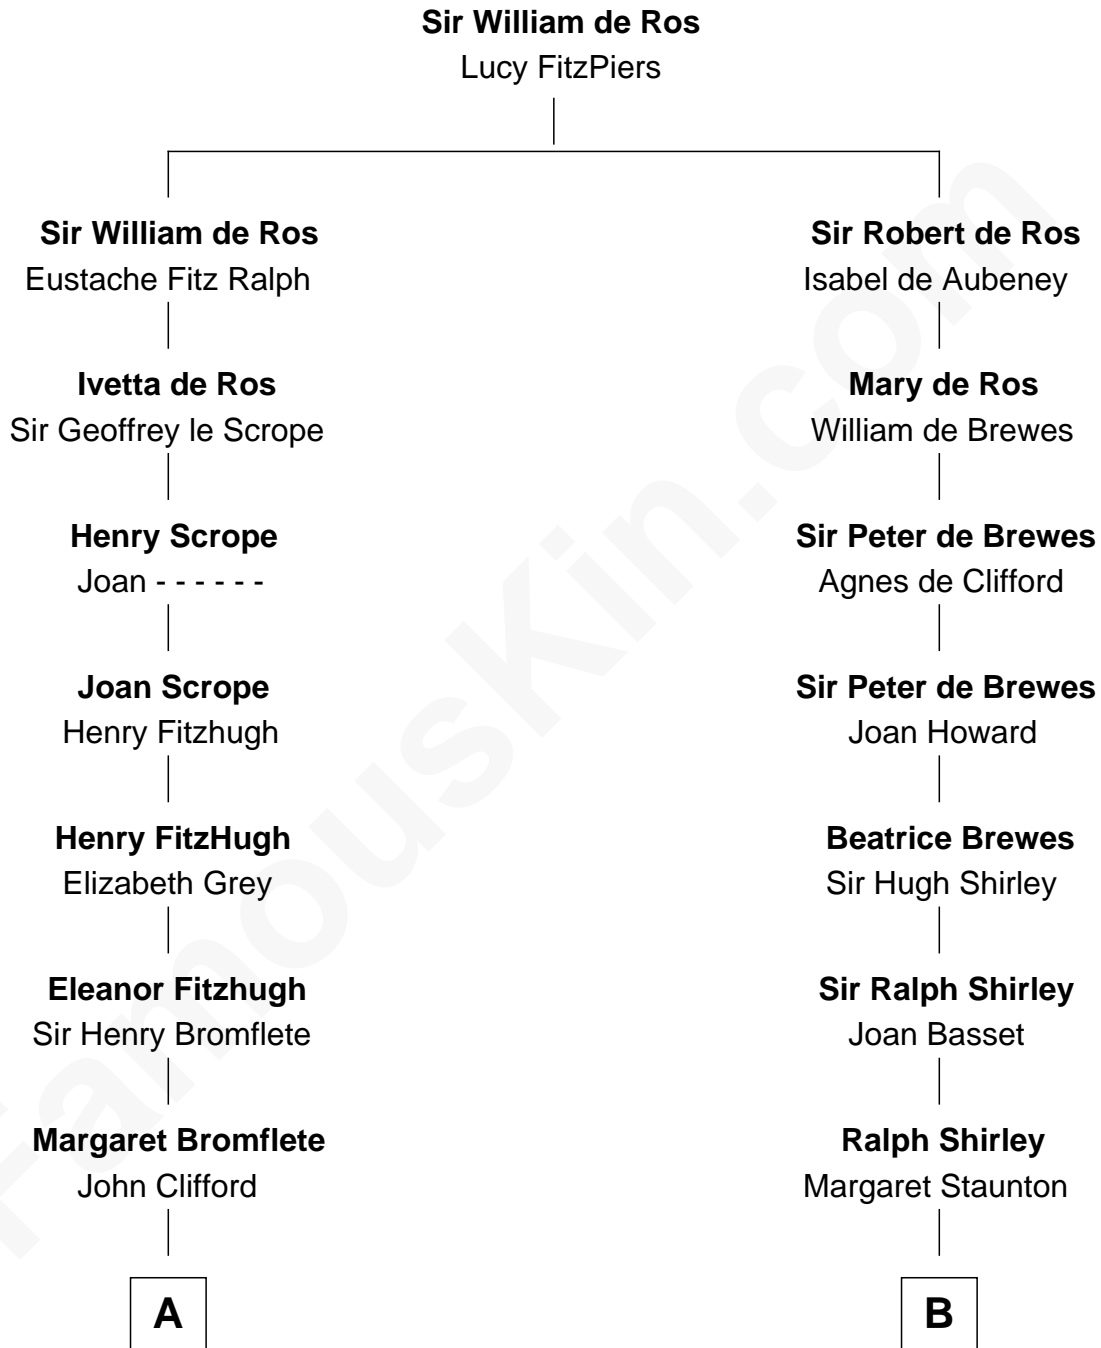 Sir William de Ros
Lucy FitzPiers
Sir William de Ros
Eustache Fitz Ralph
Ivetta de Ros
Sir Geoffrey le Scrope
Henry Scrope
Joan - - - - - -
Joan Scrope
Henry Fitzhugh
Henry FitzHugh
Elizabeth Grey
Eleanor Fitzhugh
Sir Henry Bromflete
Margaret Bromflete
John Clifford
A
Sir Robert de Ros
Isabel de Aubeney
Mary de Ros
William de Brewes
Sir Peter de Brewes
Agnes de Clifford
Sir Peter de Brewes
Joan Howard
Beatrice Brewes
Sir Hugh Shirley
Sir Ralph Shirley
Joan Basset
Ralph Shirley
Margaret Staunton
B
FamousKin.com